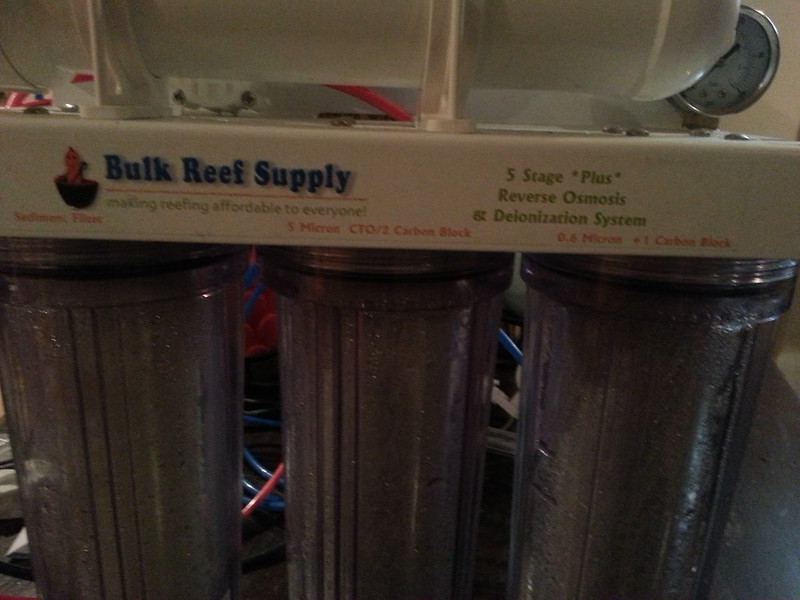 Bulk Reef Supply
making reefing affordable to everyone!
5 Stage *Plus*
Reverse Osmosis
& Deionization System
Sediment Filter
5 Micron CTO/2 Carbon Block
0.6 Micron #1 Carbon Block